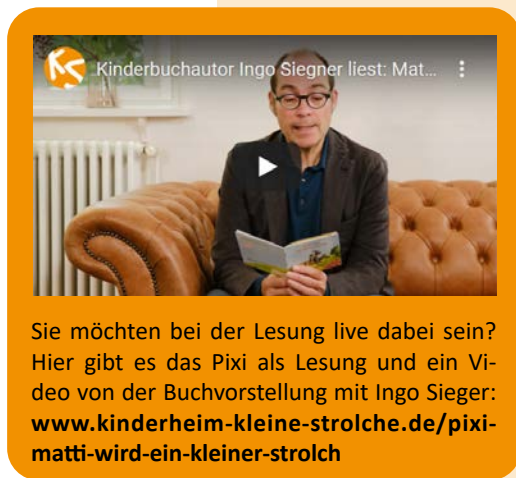 KS
Kinderbuchautor Ingo Siegner liest: Mat...
Sie möchten bei der Lesung live dabei sein?
Hier gibt es das Pixi als Lesung und ein Vi-
deo von der Buchvorstellung mit Ingo Sieger:
www.kinderheim-kleine-strolche.de/pixi-
matti-wird-ein-kleiner-strolch